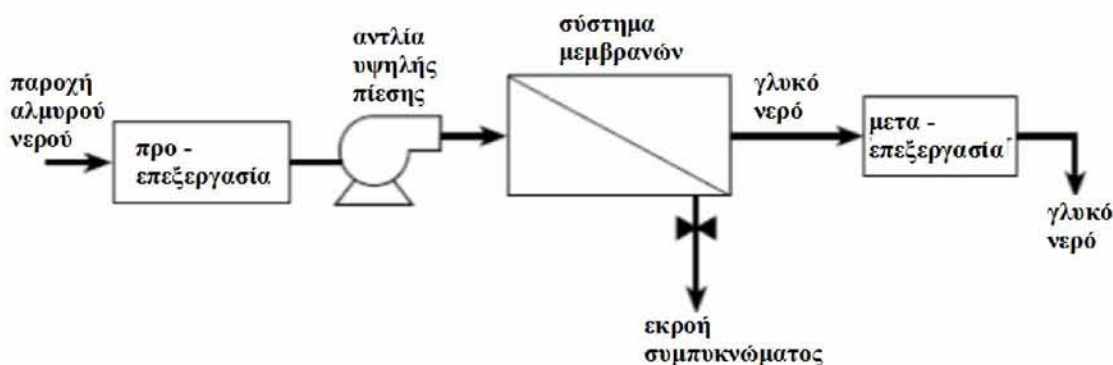 παροχή
αλμυρού
νερού
προ -
επεξεργασία
αντλία
υψηλής
πίεσης
σύστημα
μεμβρανών
γλυκό
νερό
μετα -
επεξεργασία
γλυκό
νερό
εκροή
συμπυκνώματος